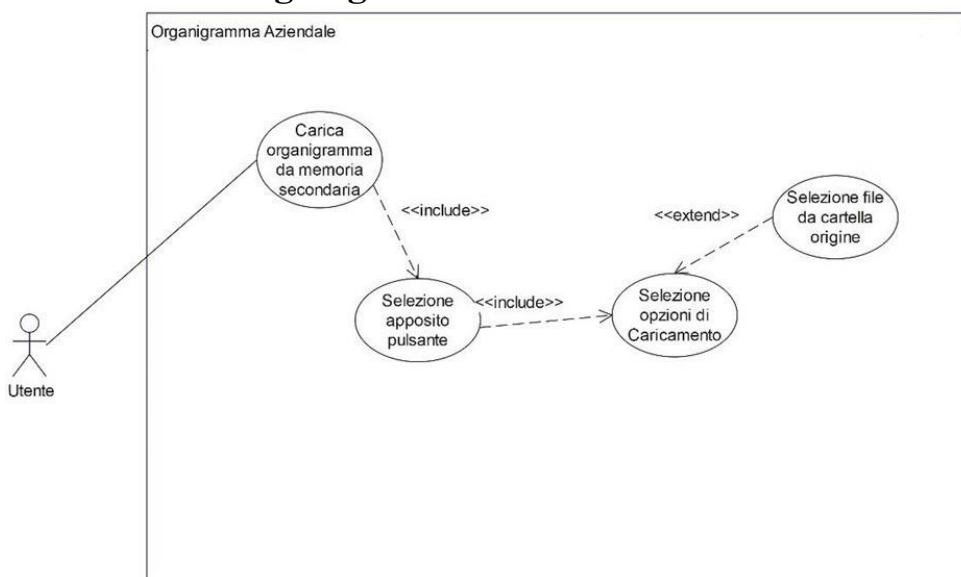 Organigramma Aziendale
Carica
organigramma
da memoria
secondaria
<<include>>
Selezione file
da cartella
origine
<<extend>>
Selezione
apposito
pulsante
<<include>>
Selezione
opzioni di
Caricamento
Utente